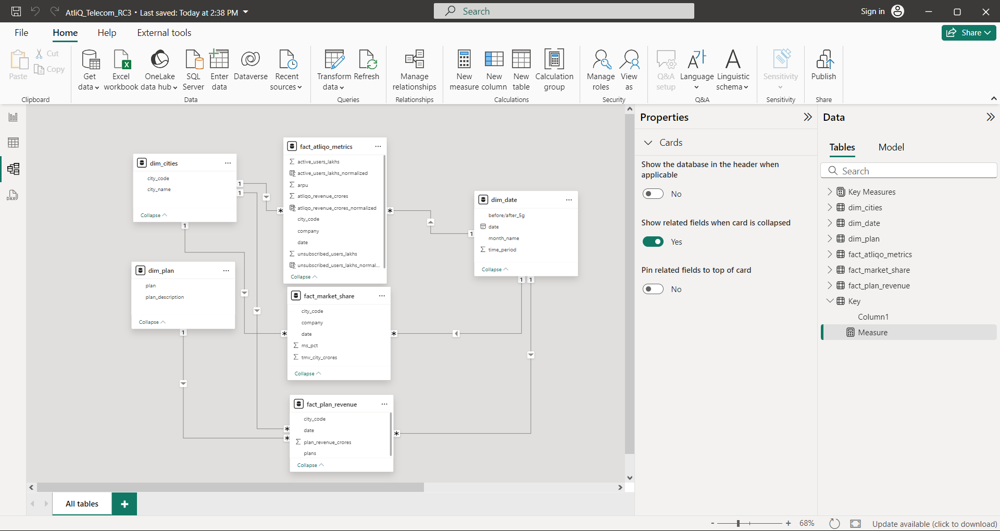 AtliQ_Telecom_RC3 • Last saved: Today at 2:38 PM
Search
Sign in
File
Home
Help
External tools
Share
Paste
Cut
Copy
Clipboard
Get data
Excel workbook
OneLake data hub
SQL Server
Enter data
Dataverse
Recent sources
Data
Transform data
Refresh
Queries
Manage relationships
Relationships
New measure
New column
New table
Calculation group
Calculations
Manage roles
View as
Security
Q&A setup
Language
Linguistic schema
Q&A
Sensitivity
Sensitivity
Publish
Share
DAX
dim_cities
city_code
city_name
Collapse
1
1
1
dim_plan
plan
plan_description
Collapse
1
fact_atliqo_metrics
active_users_lakhs
active_users_lakhs_normalized
arpu
atliqo_revenue_crores
atliqo_revenue_crores_normalized
city_code
company
date
unsubscribed_users_lakhs
unsubscribed_users_lakhs_normal...
Collapse
*
*
fact_market_share
city_code
company
date
ms_pct
tmv_city_crores
Collapse
*
*
fact_plan_revenue
city_code
date
plan_revenue_crores
plans
Collapse
*
*
*
dim_date
before/after_5g
date
month_name
time_period
Collapse
1
1
1
All tables
+
Properties
Cards
Show the database in the header when
applicable
No
Show related fields when card is collapsed
Yes
Pin related fields to top of card
No
Data
Tables
Model
Search
Key Measures
dim_cities
dim_date
dim_plan
fact_atliqo_metrics
fact_market_share
fact_plan_revenue
Key
Column1
Measure
- + 68%
Update available (click to download)